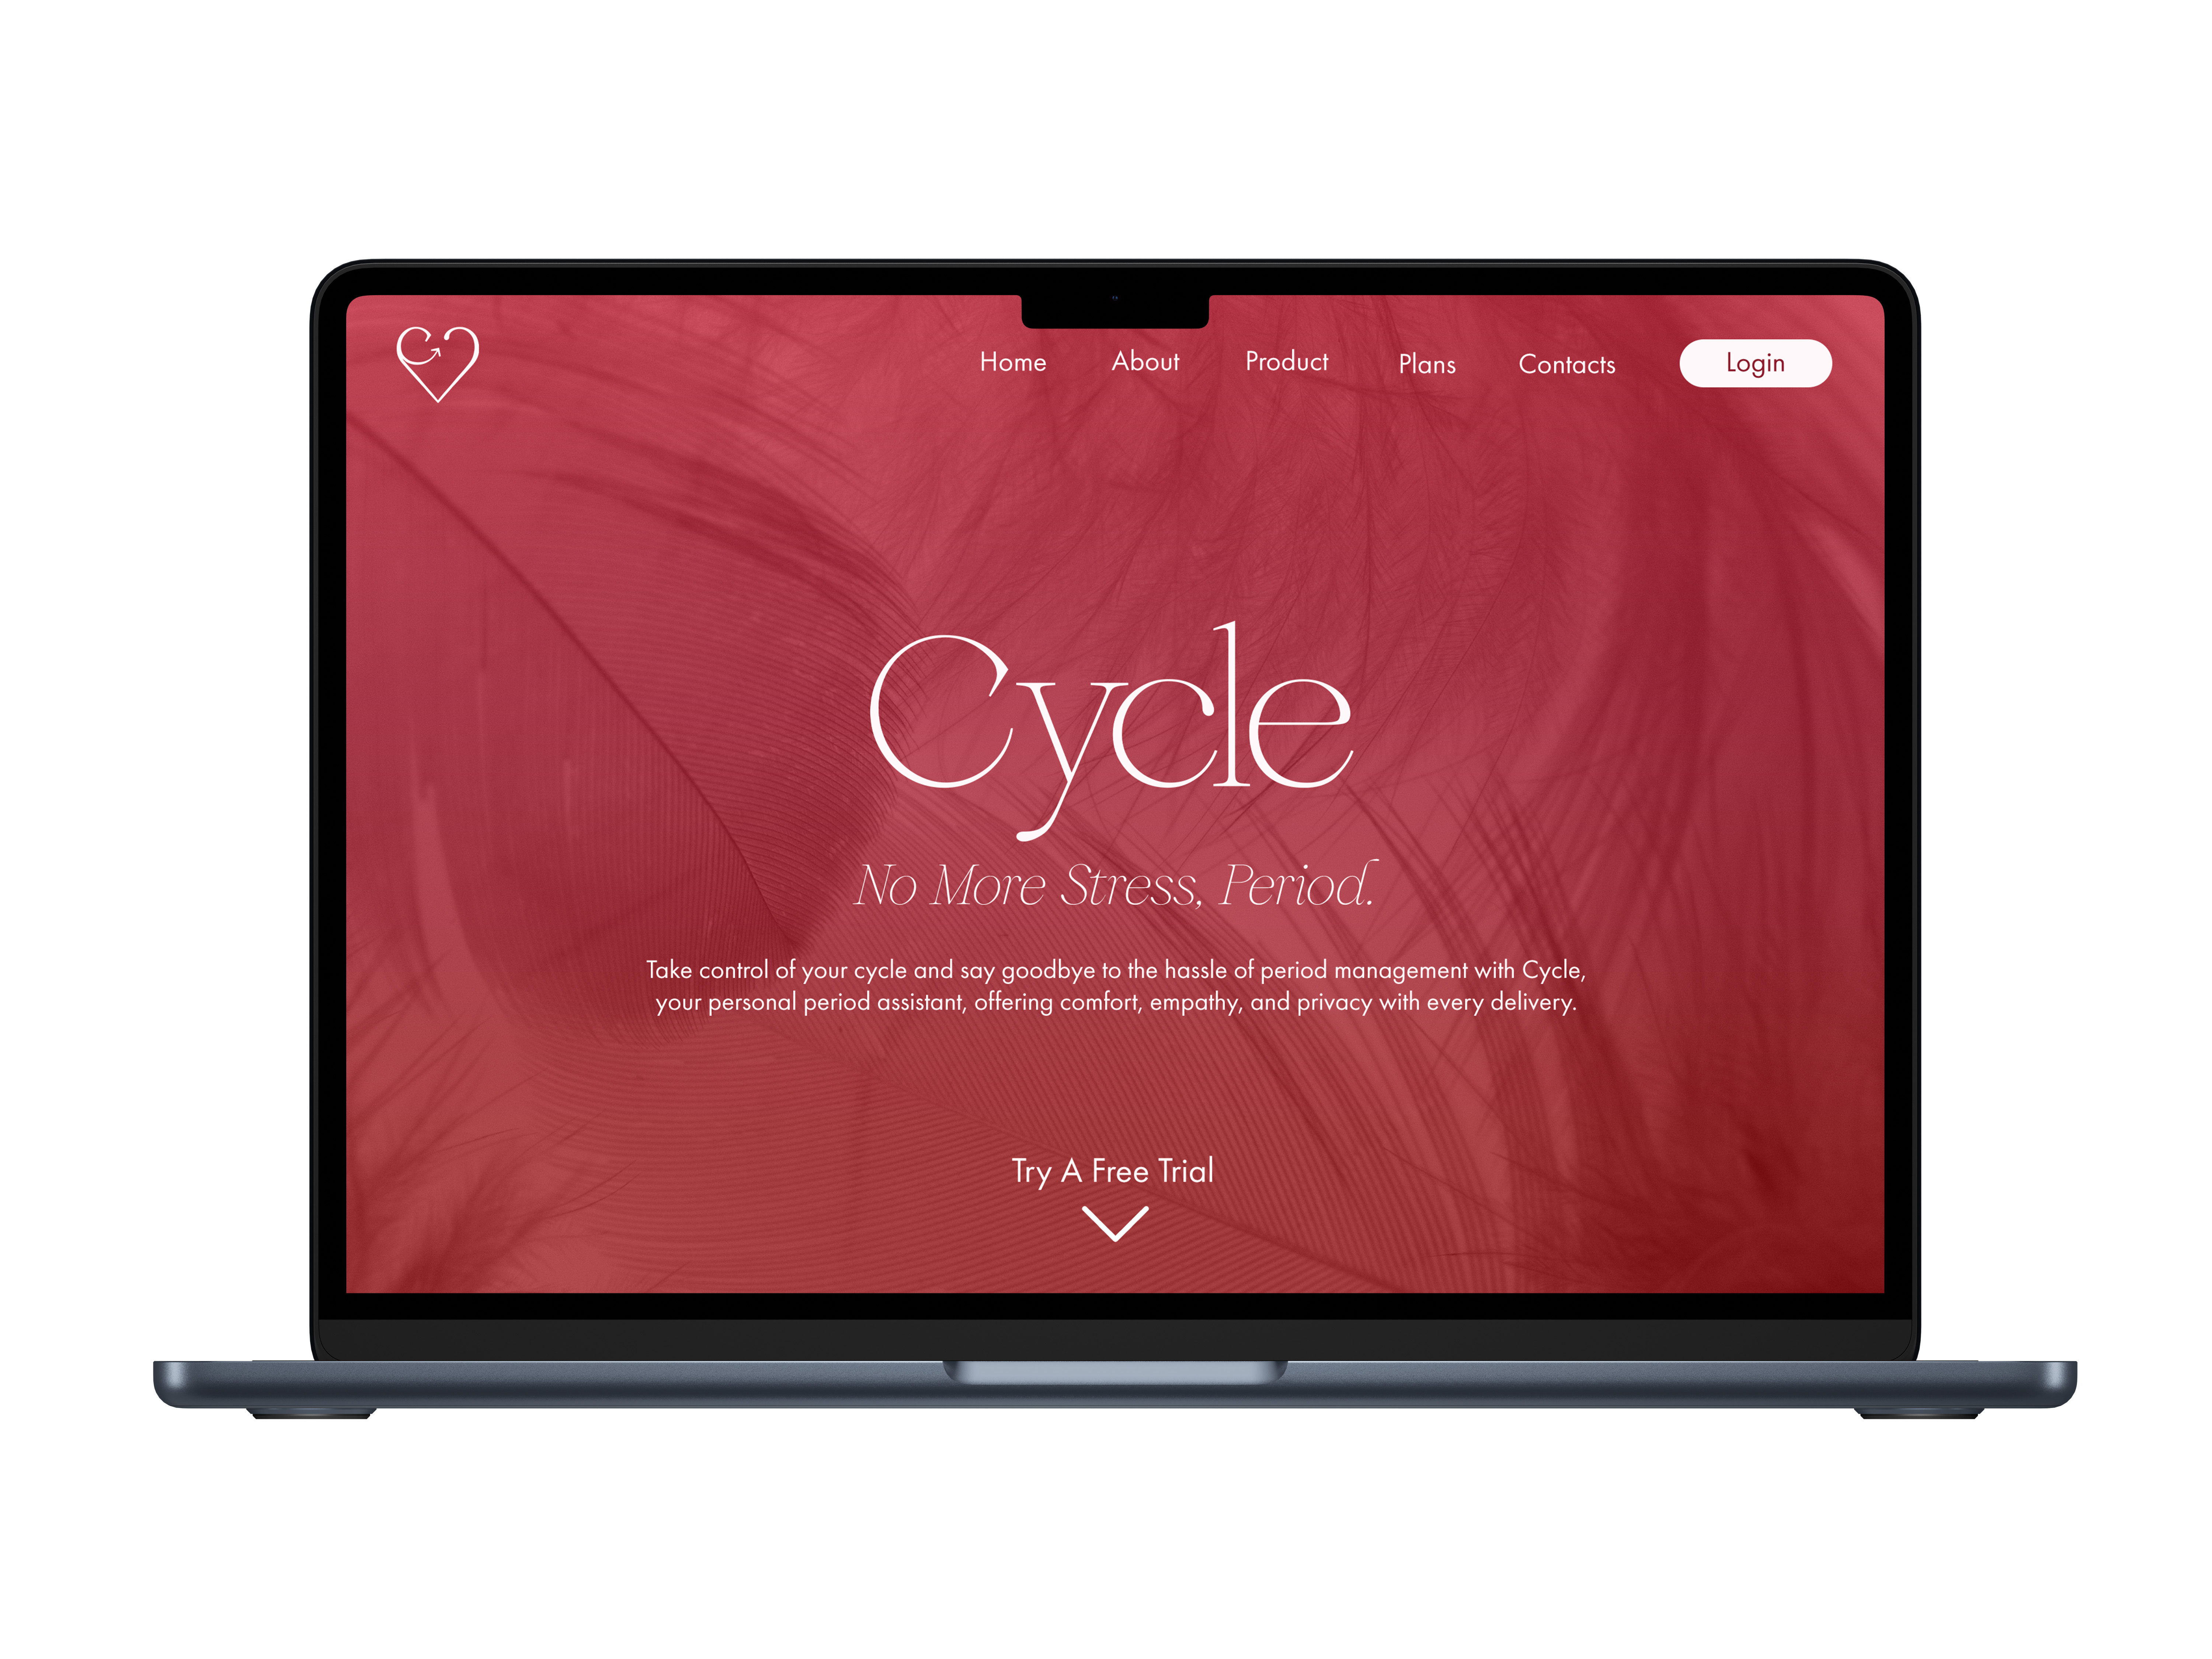 Home About Product Plans Contacts Login
Cycle
No More Stress, Period.
Take control of your cycle and say goodbye to the hassle of period management with Cycle,
your personal period assistant, offering comfort, empathy, and privacy with every delivery.
Try A Free Trial